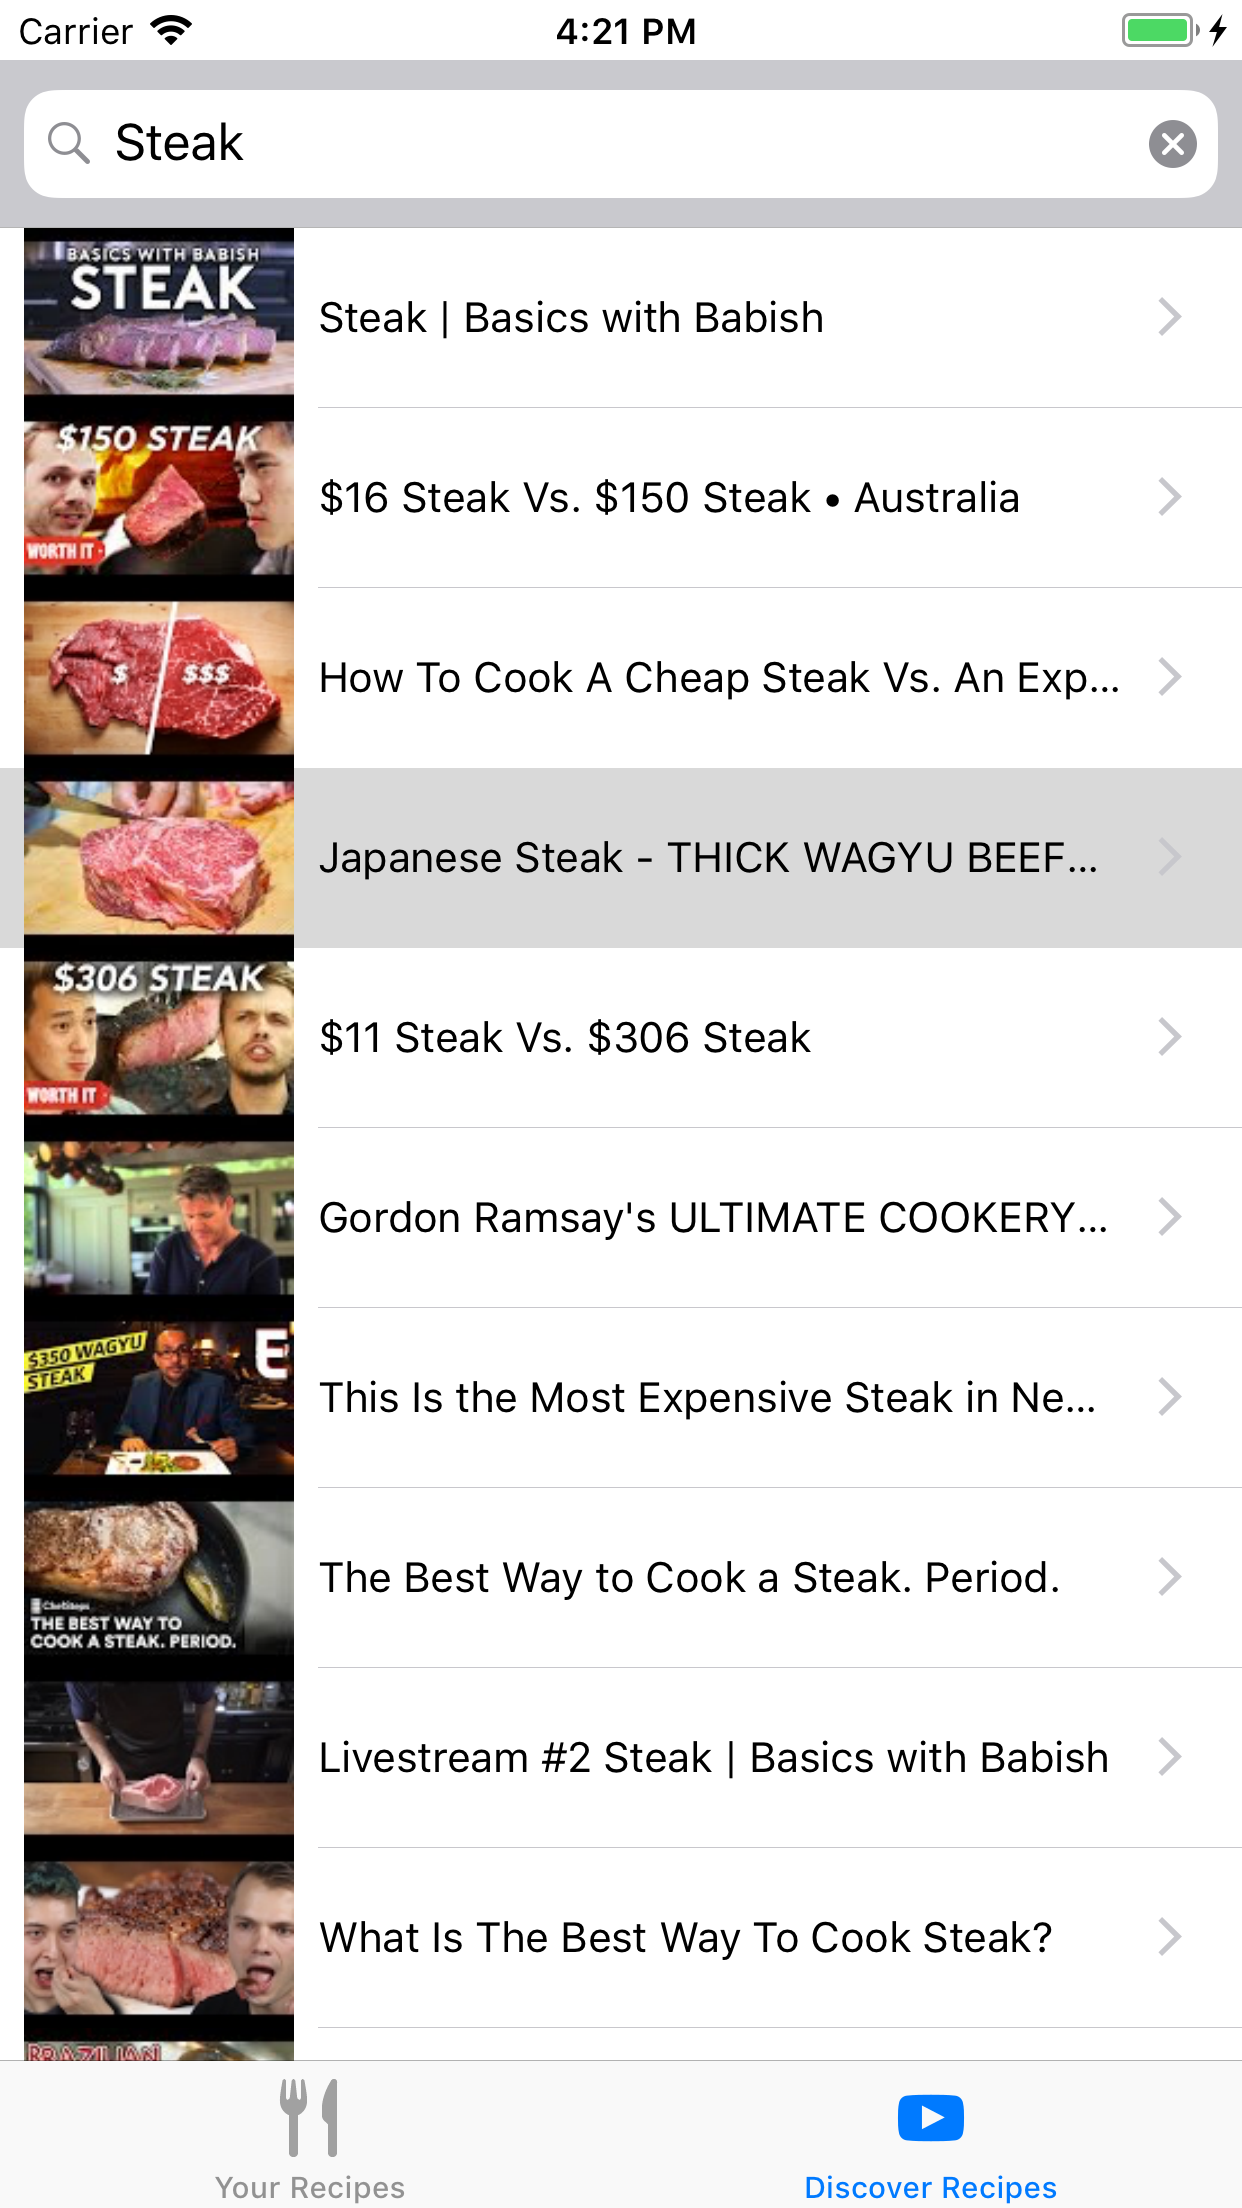 Carrier 4:21 PM
Steak
BASICS WITH BABISH
STEAK
Steak | Basics with Babish
$150 STEAK
WORTH IT
$16 Steak Vs. $150 Steak • Australia
$ $$$
How To Cook A Cheap Steak Vs. An Exp...
Japanese Steak - THICK WAGYU BEEF...
$306 STEAK
WORTH IT
$11 Steak Vs. $306 Steak
Gordon Ramsay's ULTIMATE COOKERY...
$350 WAGYU
STEAK
E
This Is the Most Expensive Steak in Ne...
ChefSteps
THE BEST WAY TO
COOK A STEAK. PERIOD.
The Best Way to Cook a Steak. Period.
Livestream #2 Steak | Basics with Babish
What Is The Best Way To Cook Steak?
BRAZILIAN
Your Recipes
Discover Recipes